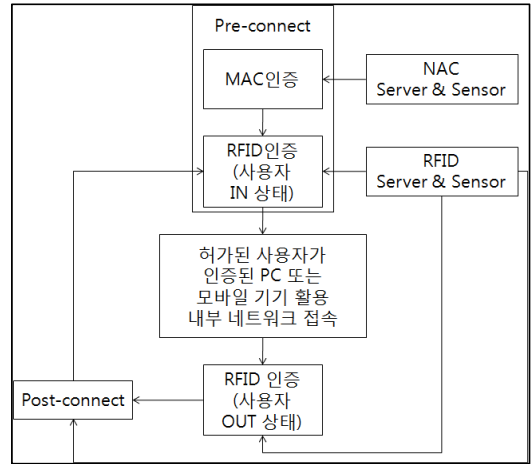 Pre-connect
MAC인증
NAC
Server & Sensor
RFID인증
(사용자
IN 상태)
RFID
Server & Sensor
허가된 사용자가
인증된 PC 또는
모바일 기기 활용
내부 네트워크 접속
Post-connect
RFID 인증
(사용자
OUT 상태)